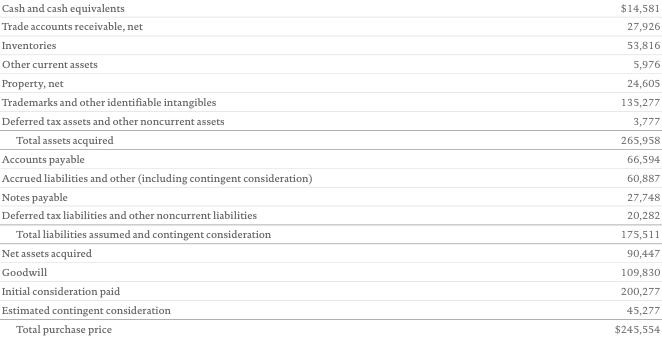 Cash and cash equivalents $14,581
Trade accounts receivable, net 27,926
Inventories 53,816
Other current assets 5,976
Property, net 24,605
Trademarks and other identifiable intangibles 135,277
Deferred tax assets and other noncurrent assets 3,777
Total assets acquired 265,958
Accounts payable 66,594
Accrued liabilities and other (including contingent consideration) 60,887
Notes payable 27,748
Deferred tax liabilities and other noncurrent liabilities 20,282
Total liabilities assumed and contingent consideration 175,511
Net assets acquired 90,447
Goodwill 109,830
Initial consideration paid 200,277
Estimated contingent consideration 45,277
Total purchase price $245,554